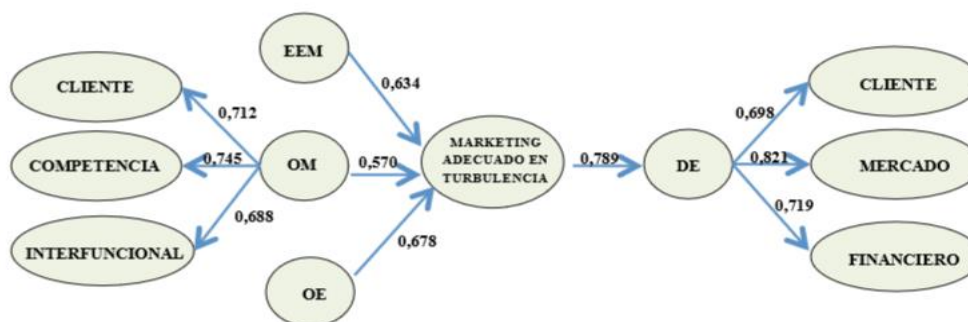 EEM
CLIENTE
0,634
CLIENTE
0,712
0,698
COMPETENCIA
0,745
OM
0,570
MARKETING
ADECUADO EN
TURBULENCIA
0,789
DE
0,821
MERCADO
0,688
0,719
INTERFUNCIONAL
0,678
FINANCIERO
OE